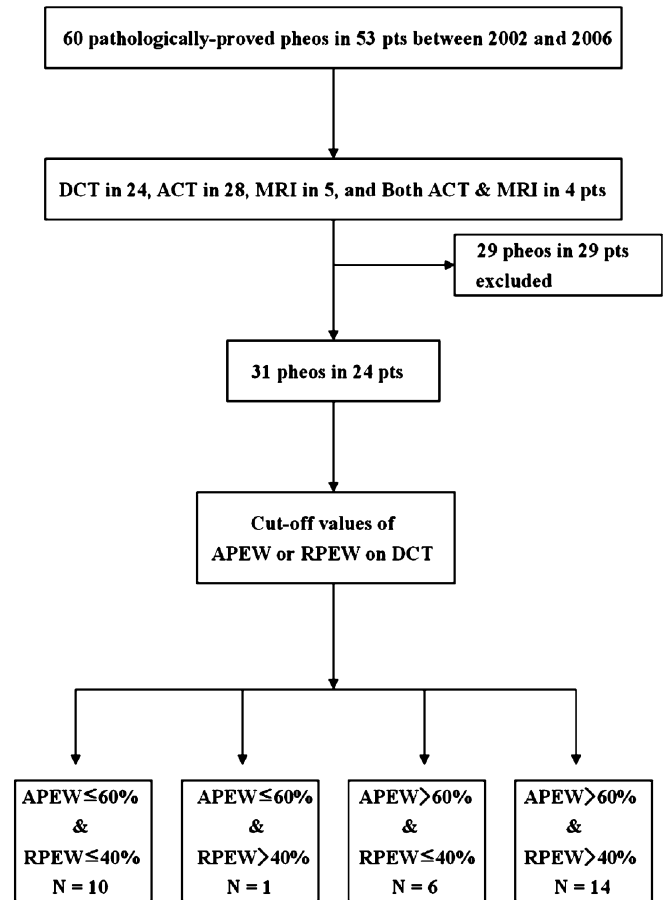 60 pathologically-proved pheos in 53 pts between 2002 and 2006
DCT in 24, ACT in 28, MRI in 5, and Both ACT & MRI in 4 pts
29 pheos in 29 pts
excluded
31 pheos in 24 pts
Cut-off values of
APEW or RPEW on DCT
APEW≤60%
&
RPEW≤40%
N = 10
APEW≤60%
&
RPEW>40%
N = 1
APEW>60%
&
RPEW≤40%
N = 6
APEW>60%
&
RPEW>40%
N = 14